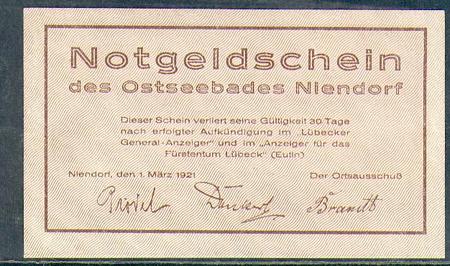 Notgeldschein
des Ostseebades Niendorf
Dieser Schein verliert seine Gültigkeit 30 Tage
nach erfolgter Aufkündigung im „Lübecker
General-Anzeiger" und im „Anzeiger für das
Fürstentum Lübeck" (Eutin)
Niendorf, den 1. März 1921 Der Ortsausschuß
Brandt